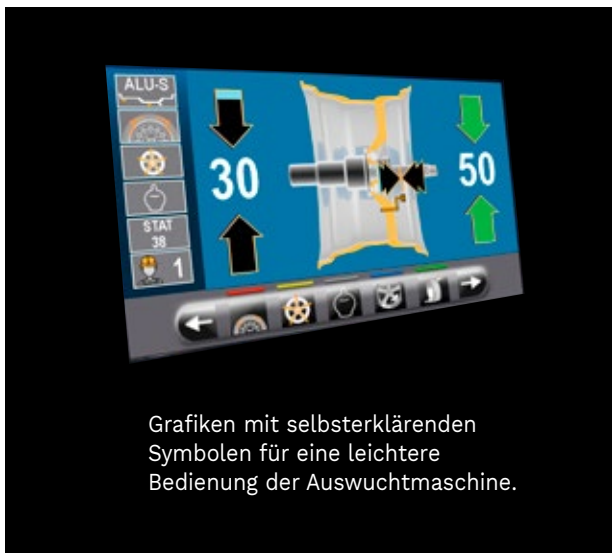 ALU-S
30
50
STAT
38
1
Grafiken mit selbsterklärenden
Symbolen für eine leichtere
Bedienung der Auswuchtmaschine.